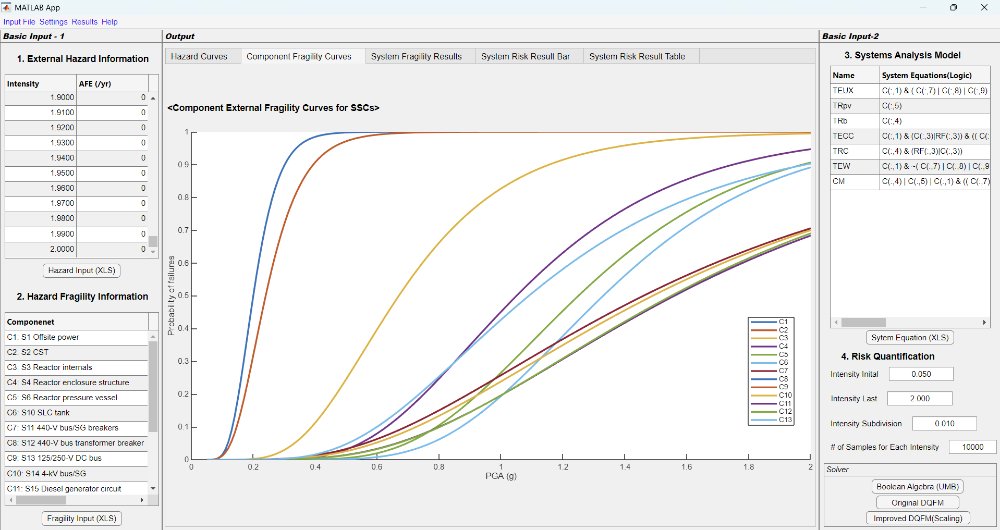 MATLAB App
Input File Settings Results Help
Basic Input - 1
1. External Hazard Information
Intensity AFE (/yr)
1.9000 0
1.9100 0
1.9200 0
1.9300 0
1.9400 0
1.9500 0
1.9600 0
1.9700 0
1.9800 0
1.9900 0
2.0000 0
Hazard Input (XLS)
2. Hazard Fragility Information
Componenet
C1: S1 Offsite power
C2: S2 CST
C3: S3 Reactor internals
C4: S4 Reactor enclosure structure
C5: S6 Reactor pressure vessel
C6: S10 SLC tank
C7: S11 440-V bus/SG breakers
C8: S12 440-V bus transformer breaker
C9: S13 125/250-V DC bus
C10: S14 4-kV bus/SG
C11: S15 Diesel generator circuit
Fragility Input (XLS)
Output
Hazard Curves Component Fragility Curves System Fragility Results System Risk Result Bar System Risk Result Table
<Component External Fragility Curves for SSCs>
Probability of failures
1
0.9
0.8
0.7
0.6
0.5
0.4
0.3
0.2
0.1
0
0 0.2 0.4 0.6 0.8 1 1.2 1.4 1.6 1.8 2
PGA (g)
C1
C2
C3
C4
C5
C6
C7
C8
C9
C10
C11
C12
C13
Basic Input-2
3. Systems Analysis Model
Name System Equations(Logic)
TEUX C(:,1) & ( C(:,7) | C(:,8) | C(:,9)
TRpv C(:,5)
TRb C(:,4)
TECC C(:,1) & (C(:,3)|RF(:,3)) & (( C(:
TRC C(:,4) & (RF(:,3)|C(:,3))
TEW C(:,1) & ~( C(:,7) | C(:,8) | C(:,9
CM C(:,4) | C(:,5) | C(:,1) & (( C(:,7)
Sytem Equation (XLS)
4. Risk Quantification
Intensity Inital 0.050
Intensity Last 2.000
Intensity Subdivision 0.010
# of Samples for Each Intensity 10000
Solver
Boolean Algebra (UMB)
Original DQFM
Improved DQFM(Scaling)